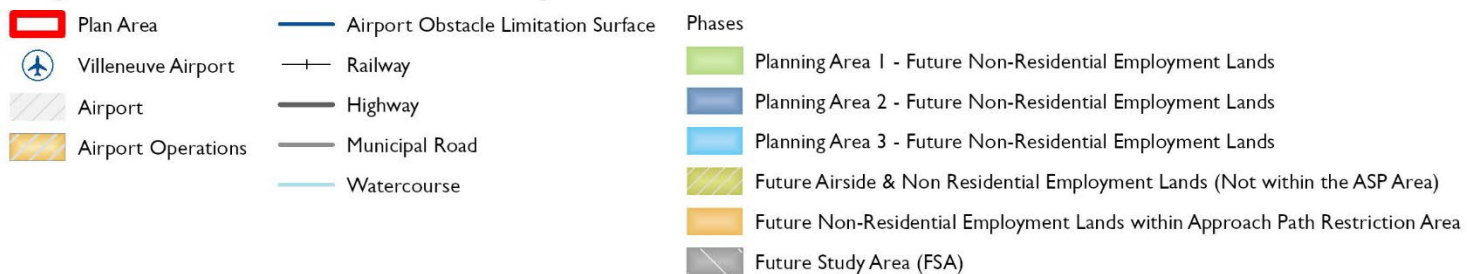 Plan Area
Villeneuve Airport
Airport
Airport Operations
Airport Obstacle Limitation Surface
Railway
Highway
Municipal Road
Watercourse
Phases
Planning Area 1 - Future Non-Residential Employment Lands
Planning Area 2 - Future Non-Residential Employment Lands
Planning Area 3 - Future Non-Residential Employment Lands
Future Airside & Non Residential Employment Lands (Not within the ASP Area)
Future Non-Residential Employment Lands within Approach Path Restriction Area
Future Study Area (FSA)